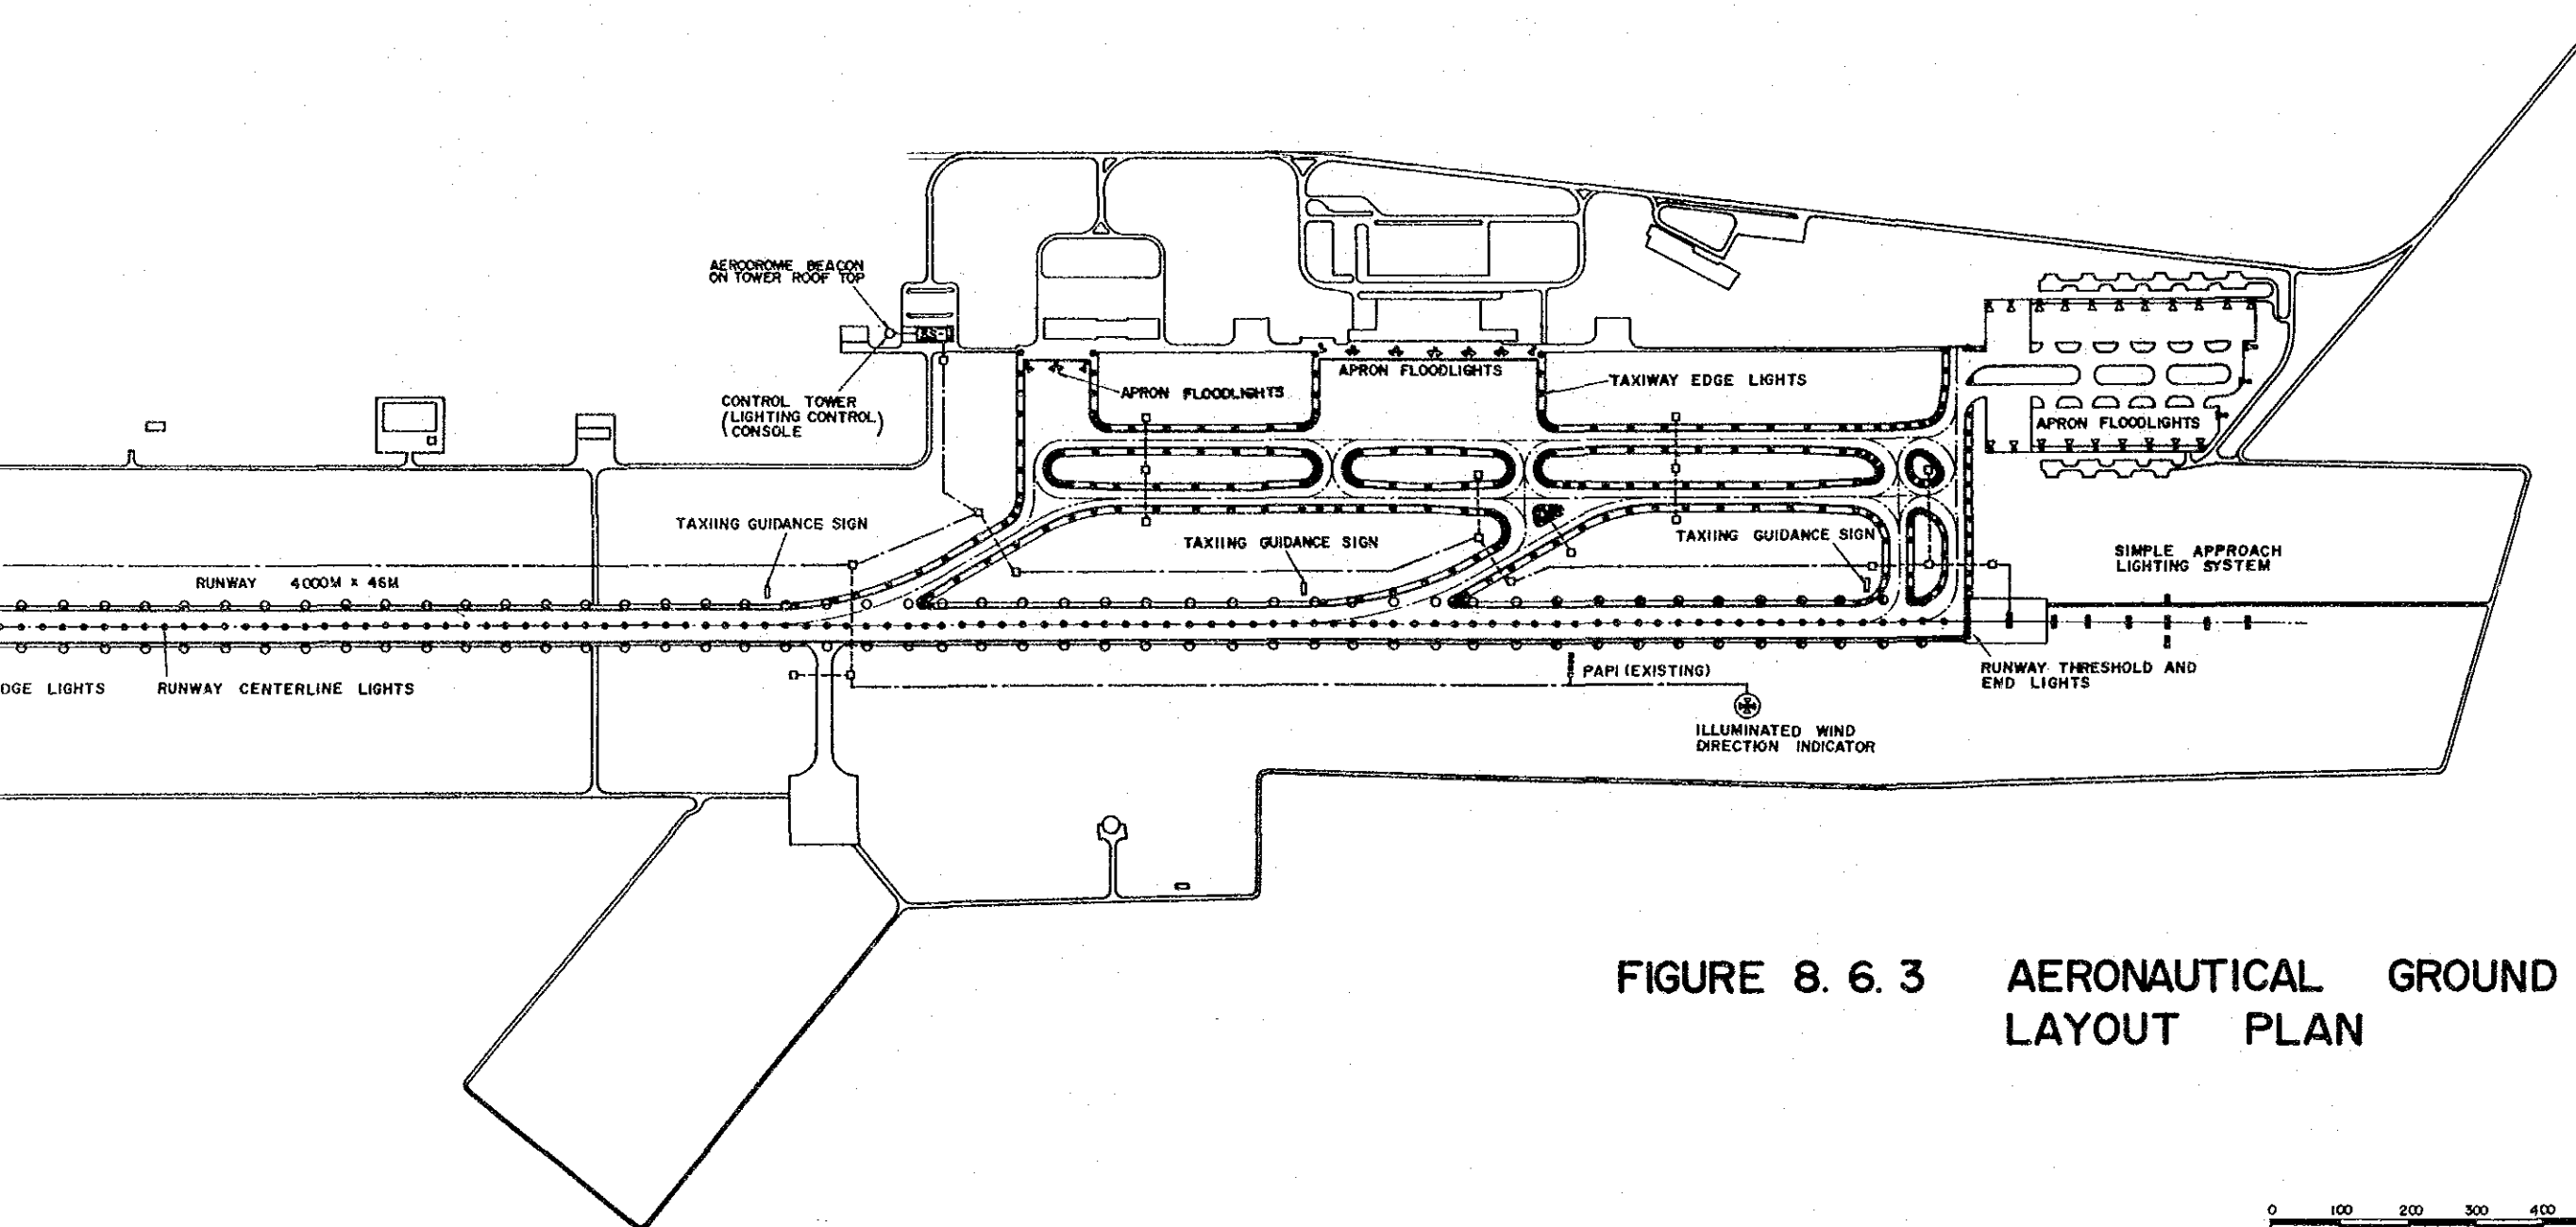 AERODROME BEACON
ON TOWER ROOF TOP
SS-1
CONTROL TOWER
(LIGHTING CONTROL)
( CONSOLE
APRON FLOODLIGHTS
APRON FLOODLIGHTS
TAXIWAY EDGE LIGHTS
APRON FLOODLIGHTS
TAXIING GUIDANCE SIGN
TAXIING GUIDANCE SIGN
TAXIING GUIDANCE SIGN
SIMPLE APPROACH
LIGHTING SYSTEM
RUNWAY 4000M X 46M
DGE LIGHTS
RUNWAY CENTERLINE LIGHTS
PAPI (EXISTING)
RUNWAY THRESHOLD AND
END LIGHTS
ILLUMINATED WIND
DIRECTION INDICATOR
FIGURE 8. 6. 3 AERONAUTICAL GROUND
LAYOUT PLAN
0 100 200 300 400